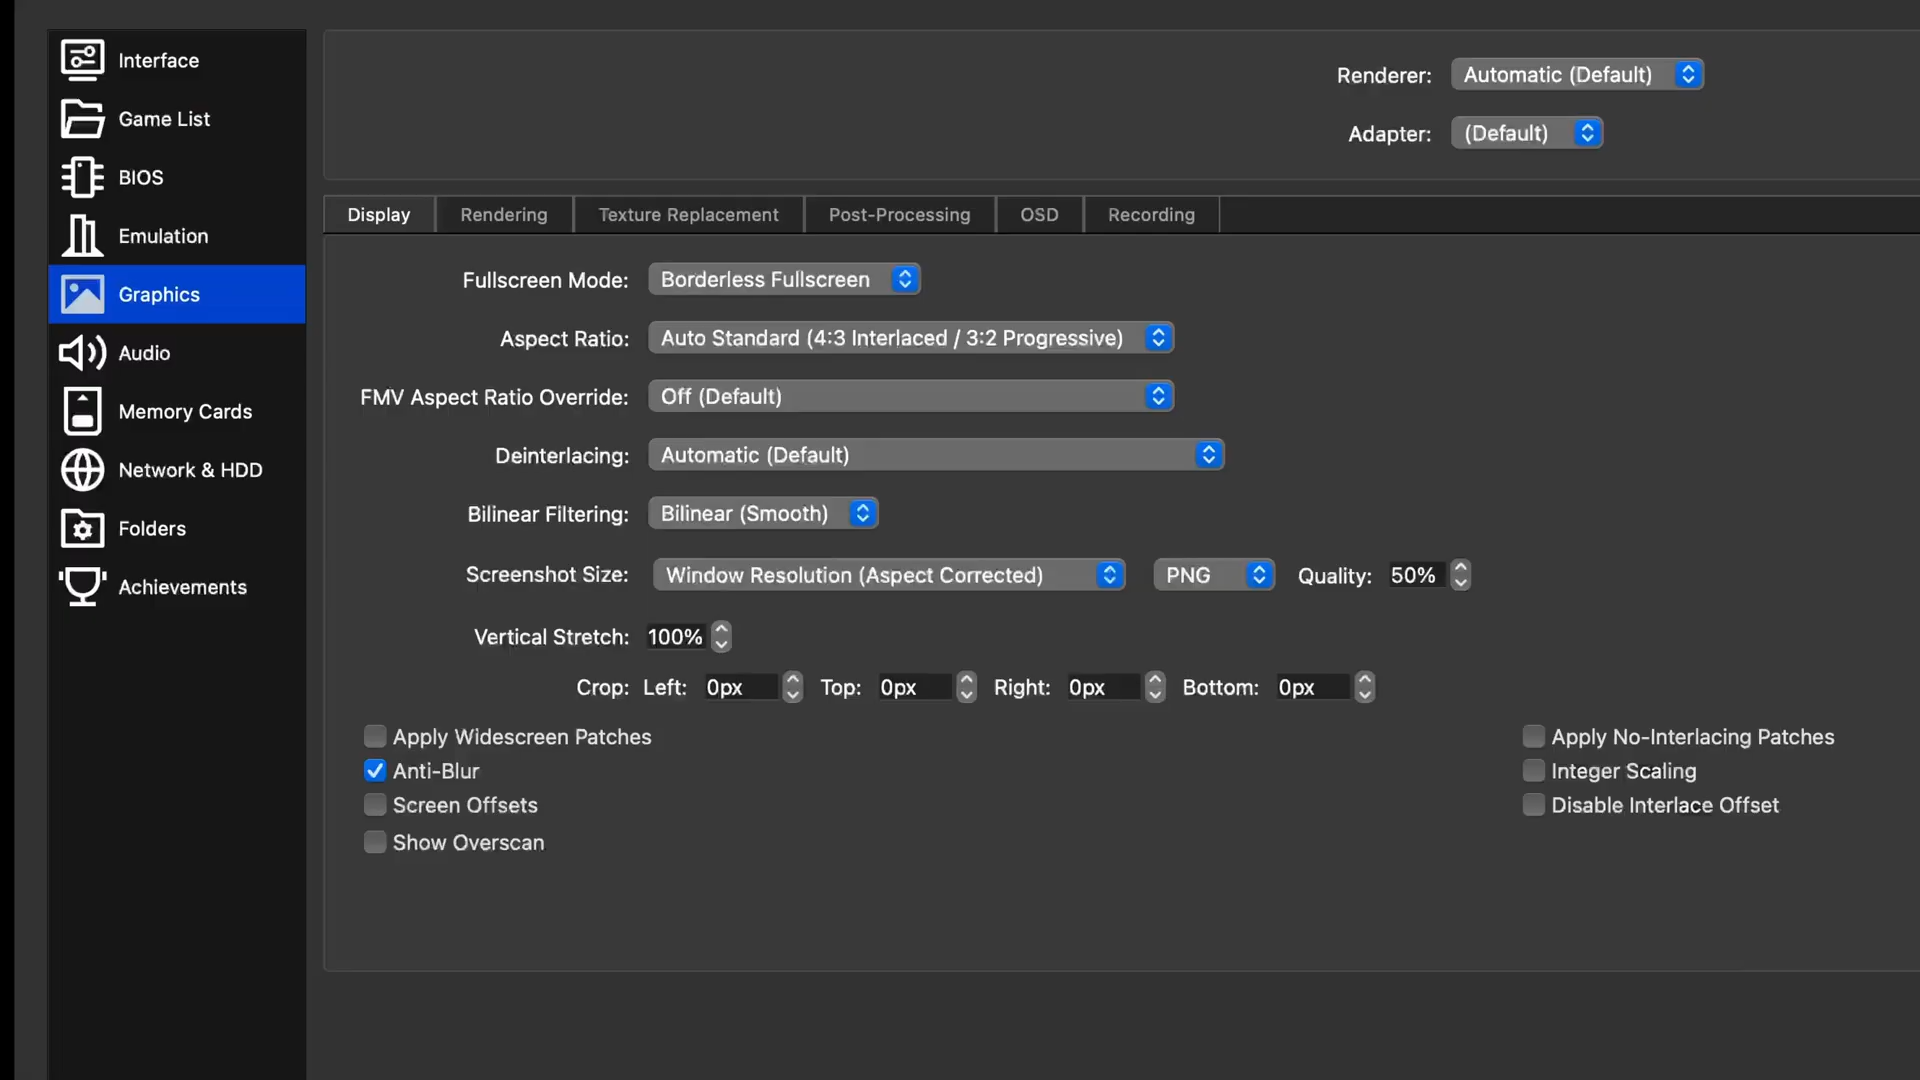 Interface
Game List
BIOS
Emulation
Graphics
Audio
Memory Cards
Network & HDD
Folders
Achievements
Renderer: Automatic (Default)
Adapter: (Default)
Display Rendering Texture Replacement Post-Processing OSD Recording
Fullscreen Mode: Borderless Fullscreen
Aspect Ratio: Auto Standard (4:3 Interlaced / 3:2 Progressive)
FMV Aspect Ratio Override: Off (Default)
Deinterlacing: Automatic (Default)
Bilinear Filtering: Bilinear (Smooth)
Screenshot Size: Window Resolution (Aspect Corrected) PNG Quality: 50%
Vertical Stretch: 100%
Crop: Left: 0px Top: 0px Right: 0px Bottom: 0px
Apply Widescreen Patches Apply No-Interlacing Patches
Anti-Blur Integer Scaling
Screen Offsets Disable Interlace Offset
Show Overscan